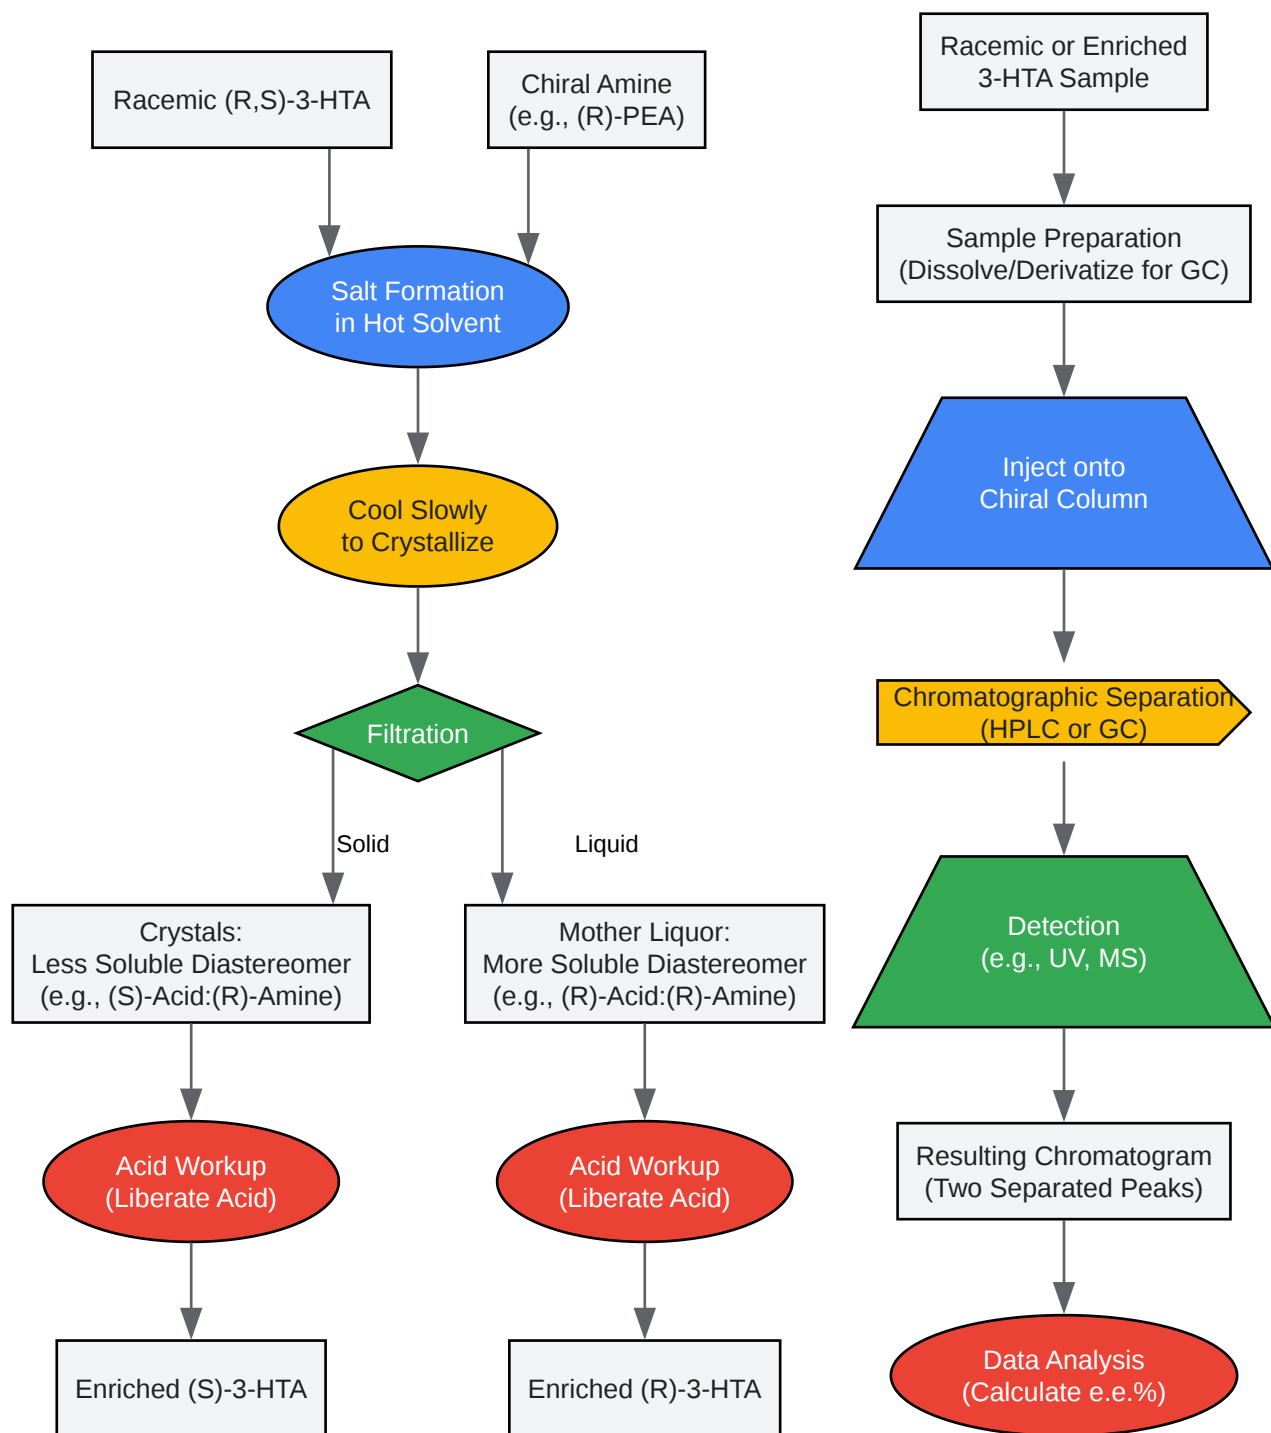 Racemic (R,S)-3-HTA
Chiral Amine
(e.g., (R)-PEA)
Salt Formation
in Hot Solvent
Cool Slowly
to Crystallize
Filtration
Solid
Liquid
Crystals:
Less Soluble Diastereomer
(e.g., (S)-Acid:(R)-Amine)
Mother Liquor:
More Soluble Diastereomer
(e.g., (R)-Acid:(R)-Amine)
Acid Workup
(Liberate Acid)
Acid Workup
(Liberate Acid)
Enriched (S)-3-HTA
Enriched (R)-3-HTA
Racemic or Enriched
3-HTA Sample
Sample Preparation
(Dissolve/Derivatize for GC)
Inject onto
Chiral Column
Chromatographic Separation
(HPLC or GC)
Detection
(e.g., UV, MS)
Resulting Chromatogram
(Two Separated Peaks)
Data Analysis
(Calculate e.e.%)